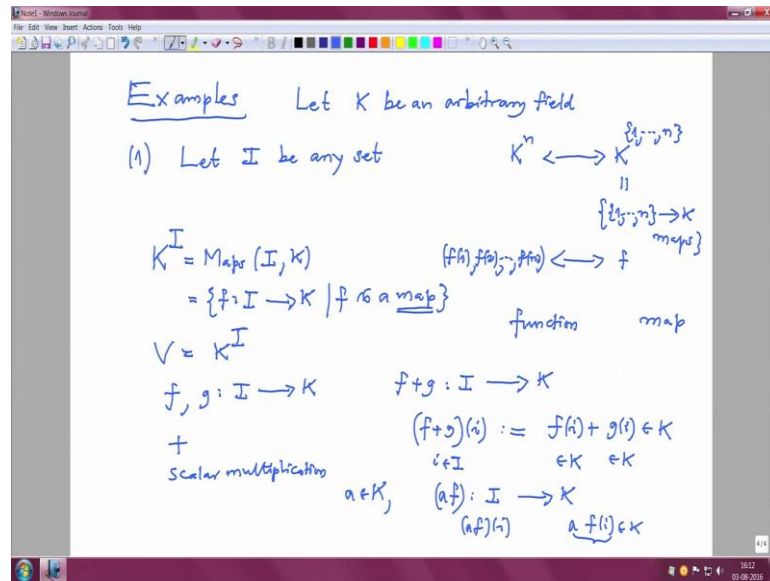 Note1 - Windows Journal
File Edit View Insert Actions Tools Help
Examples Let K be an arbitrary field
(1) Let I be any set
K^n ⟷ K^{1,...,n}
||
{{1,...,n} → K
maps}
K^I = Maps (I, K)
(f(1), f(2), ..., f(n)) ⟷ f
= {f : I → K | f is a map}
function map
V = K^I
f, g : I → K
f+g : I → K
+
(f+g)(i) := f(i) + g(i) ∈ K
i ∈ I ∈ K ∈ K
scalar multiplication
a ∈ K, (af) : I → K
(af)(i) a f(i) ∈ K
4/4
16:12
03-08-2016